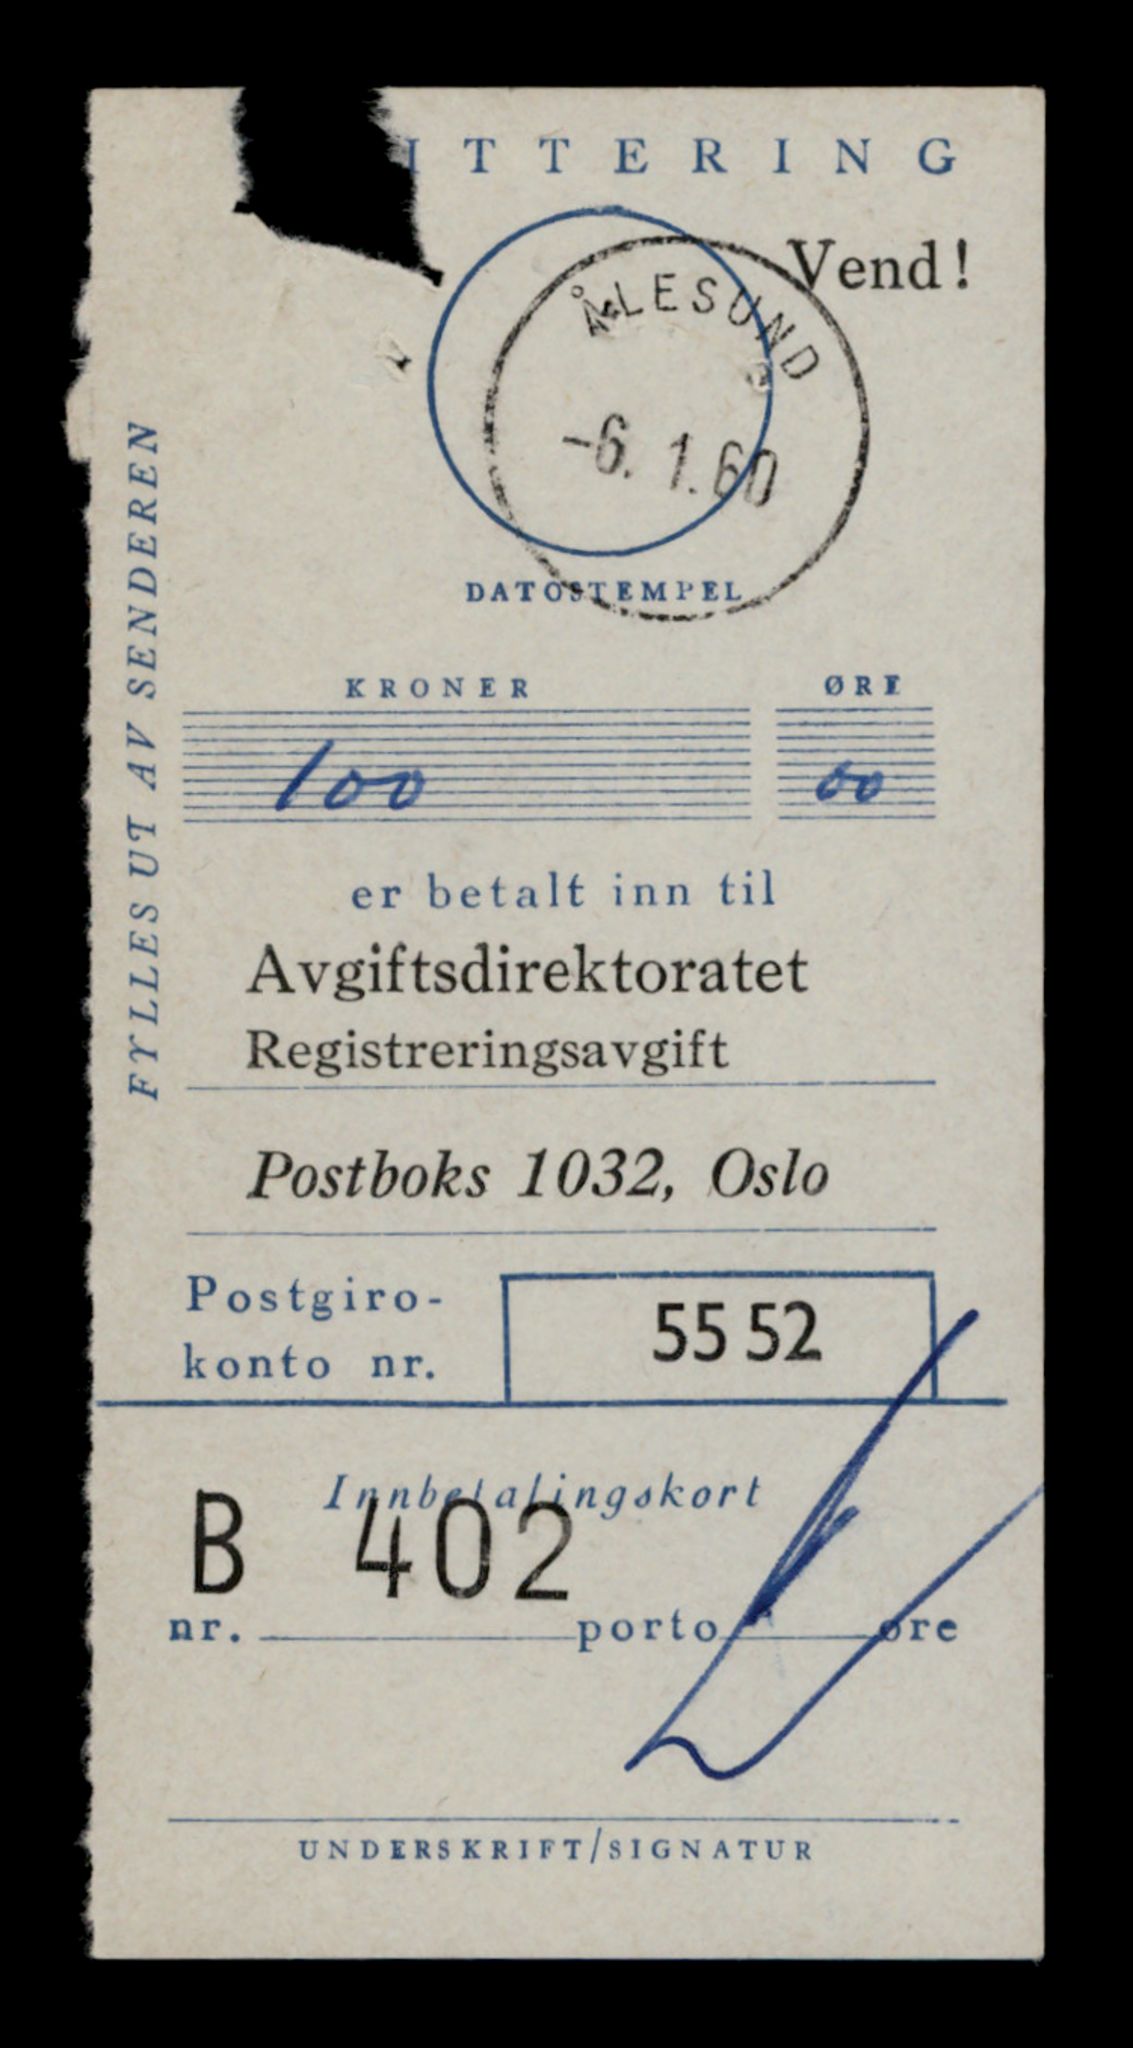 ITTERING
Vend!
ÅLESUND
-6. 1.60
DATOSTEMPEL
FYLLES UT AV SENDEREN
KRONER ØRE
100 00
er betalt inn til
Avgiftsdirektoratet
Registreringsavgift
Postboks 1032, Oslo
Postgiro-
konto nr.
55 52
Innbetalingskort
B 402
nr. porto øre
UNDERSKRIFT/SIGNATUR